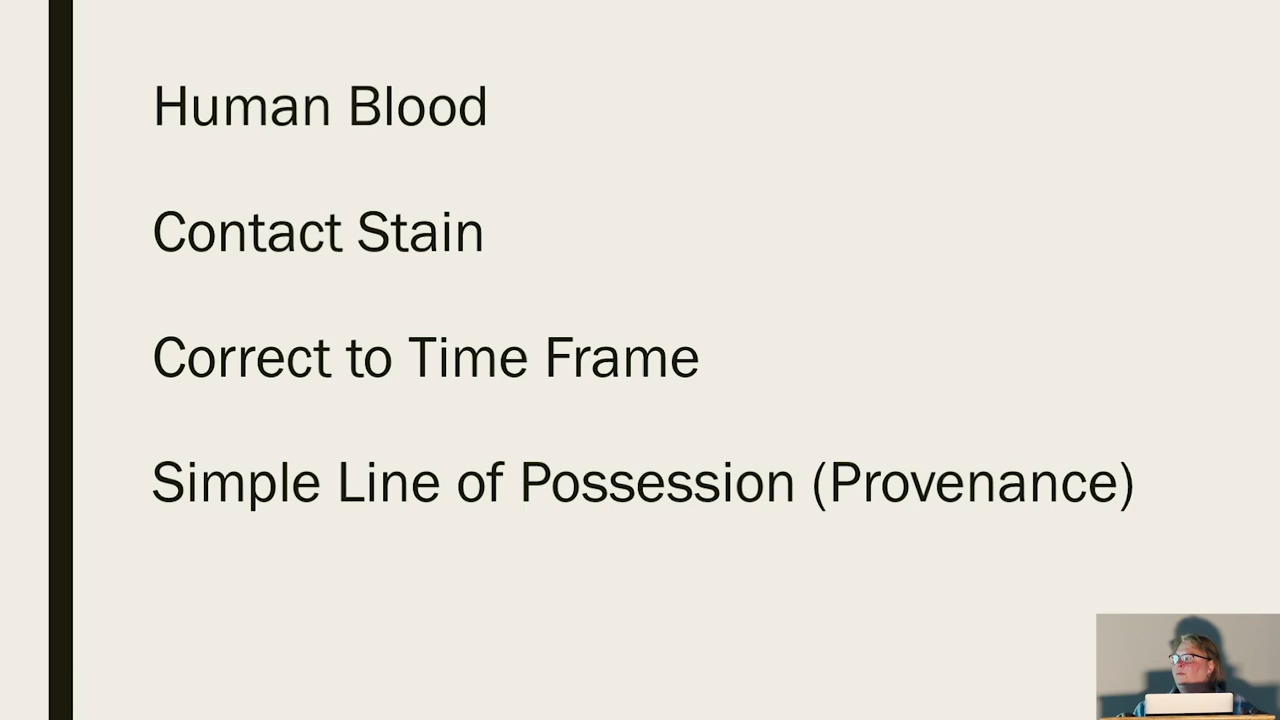 Human Blood
Contact Stain
Correct to Time Frame
Simple Line of Possession (Provenance)